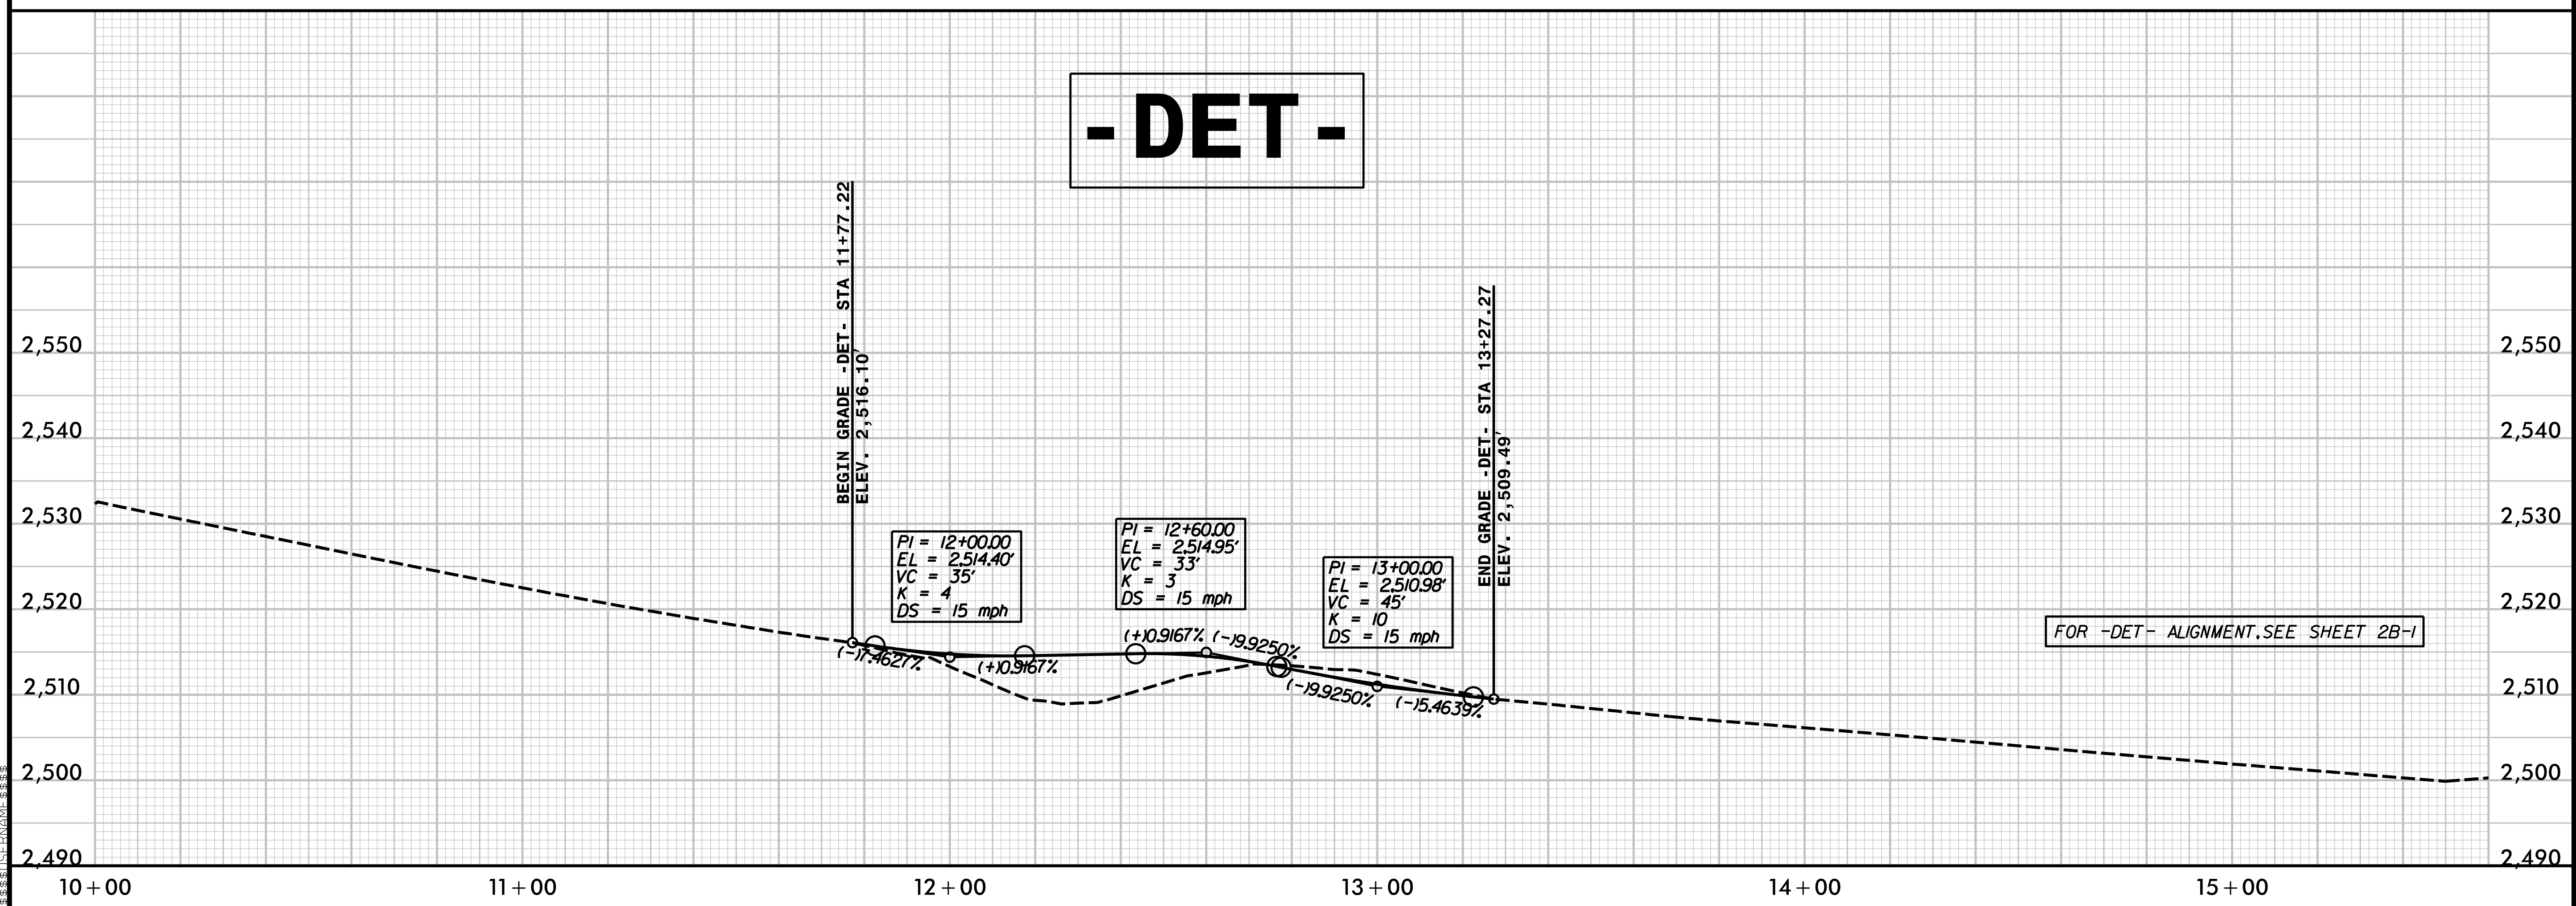 -DET-
BEGIN GRADE -DET- STA 11+77.22
ELEV. 2,516.10'
END GRADE -DET- STA 13+27.27
ELEV. 2,509.49'
2,550
2,550
2,540
2,540
2,530
2,530
2,520
2,520
2,510
2,510
2,500
2,500
2,490
2,490
PI = 12+00.00
EL = 2,514.40'
VC = 35'
K = 4
DS = 15 mph
PI = 12+60.00
EL = 2,514.95'
VC = 33'
K = 3
DS = 15 mph
PI = 13+00.00
EL = 2,510.98'
VC = 45'
K = 10
DS = 15 mph
FOR -DET- ALIGNMENT, SEE SHEET 2B-1
(-)7.4627%
(+)0.9167%
(+)0.9167%
(-)9.9250%
(-)9.9250%
(-)5.4639%
10+00
11+00
12+00
13+00
14+00
15+00